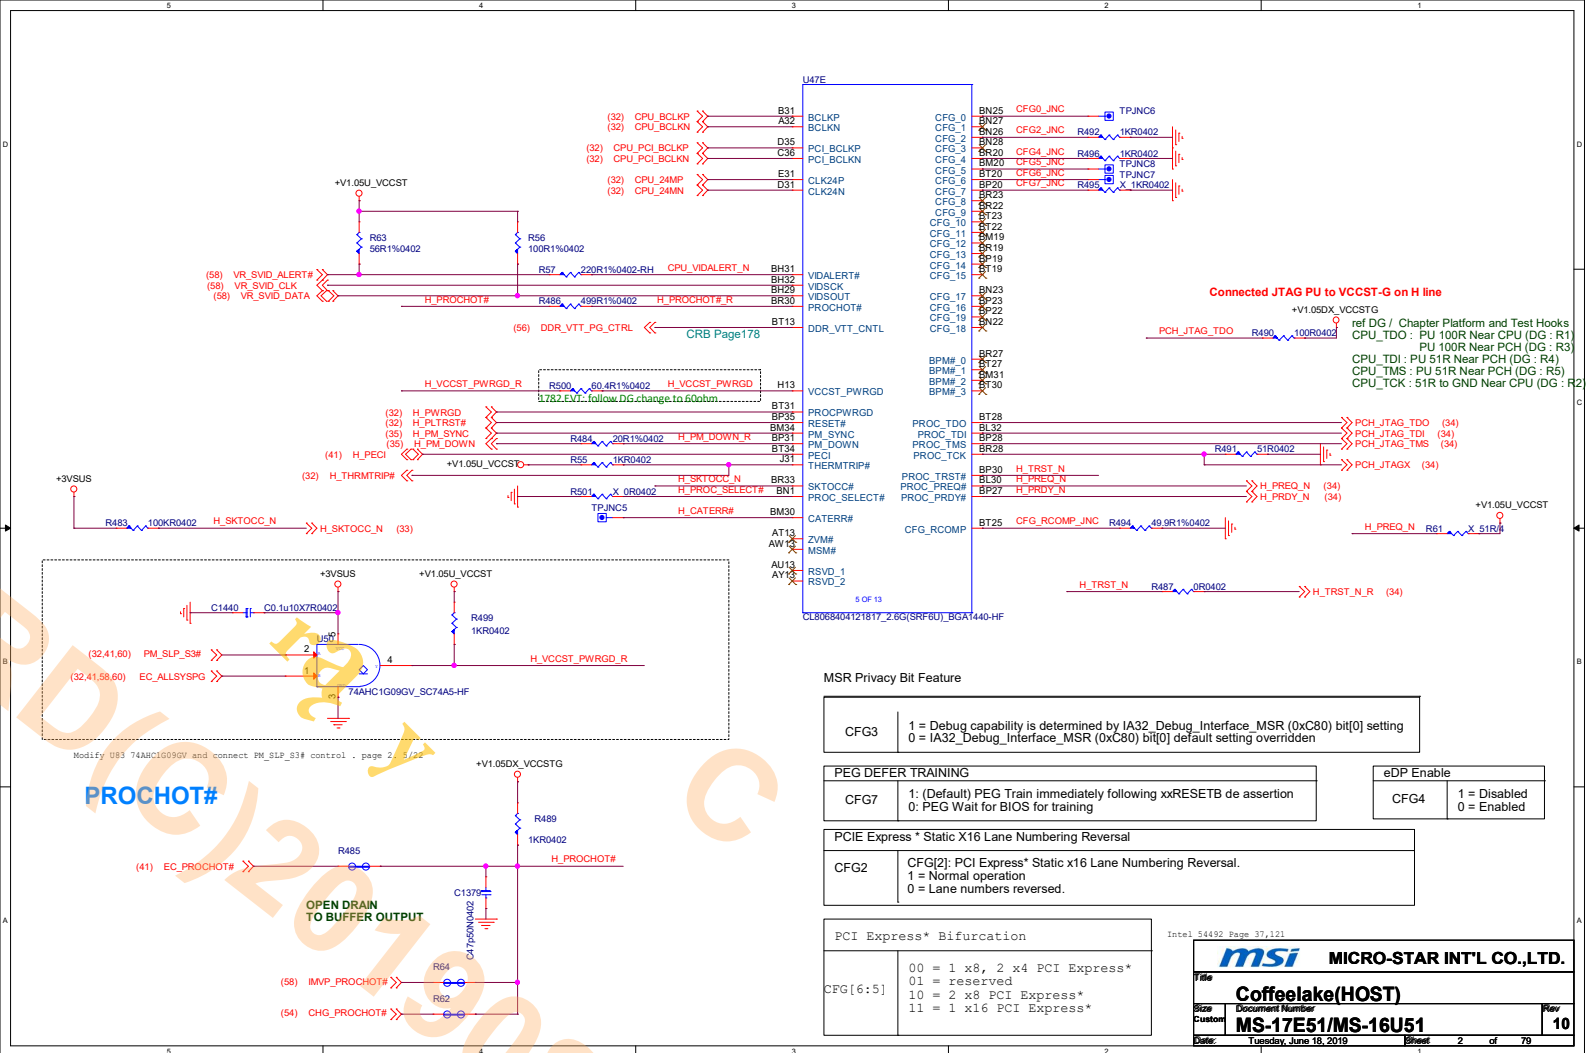 5 4 3 2 1
U47E
(32) CPU_BCLKP B31 BCLKP
(32) CPU_BCLKN A32 BCLKN
(32) CPU_PCI_BCLKP D35 PCI_BCLKP
(32) CPU_PCI_BCLKN C36 PCI_BCLKN
(32) CPU_24MP E31 CLK24P
(32) CPU_24MN D31 CLK24N
+V1.05U_VCCST
R63
56R1%0402
R56
100R1%0402
(58) VR_SVID_ALERT# R57 220R1%0402-RH CPU_VIDALERT_N BH31 VIDALERT#
(58) VR_SVID_CLK BH32 VIDSCK
(58) VR_SVID_DATA BH29 VIDSOUT
H_PROCHOT# R486 499R1%0402 H_PROCHOT#_R BR30 PROCHOT#
(56) DDR_VTT_PG_CTRL BT13 DDR_VTT_CNTL
CRB Page178
H_VCCST_PWRGD_R R500 60.4R1%0402 H_VCCST_PWRGD H13 VCCST_PWRGD
1782 EVT: follow DG change to 60ohm
(32) H_PWRGD BT31 PROCPWRGD
(32) H_PLTRST# BP35 RESET#
(35) H_PM_SYNC BM34 PM_SYNC
(35) H_PM_DOWN R484 20R1%0402 H_PM_DOWN_R BP31 PM_DOWN
(41) H_PECI BT34 PECI
+V1.05U_VCCST R55 1KR0402 J31 THERMTRIP#
(32) H_THRMTRIP#
H_SKTOCC_N BR33 SKTOCC#
R501 X_0R0402 H_PROC_SELECT# BN1 PROC_SELECT#
TPJNC5 H_CATERR# BM30 CATERR#
AT13 ZVM#
AW13 MSM#
AU13 RSVD_1
AY13 RSVD_2
5 OF 13
CL8068404121817_2.6G(SRF6U)_BGA1440-HF
CFG_0 BN25 CFG0_JNC TPJNC6
CFG_1 BN27
CFG_2 BN26 CFG2_JNC R492 1KR0402
CFG_3 BN28
CFG_4 BR20 CFG4_JNC R496 1KR0402
CFG_5 BM20 CFG5_JNC TPJNC8
CFG_6 BT20 CFG6_JNC TPJNC7
CFG_7 BP20 CFG7_JNC R495 X_1KR0402
CFG_8 BR23
CFG_9 BR22
CFG_10 BT23
CFG_11 BT22
CFG_12 BM19
CFG_13 BR19
CFG_14 BP19
CFG_15 BT19
CFG_17 BN23
CFG_16 BP23
CFG_19 BP22
CFG_18 BN22
BPM#_0 BR27
BPM#_1 BT27
BPM#_2 BM31
BPM#_3 BT30
PROC_TDO BT28 PCH_JTAG_TDO (34)
PROC_TDI BL32 PCH_JTAG_TDI (34)
PROC_TMS BP28 PCH_JTAG_TMS (34)
PROC_TCK BR28 R491 51R0402
PCH_JTAGX (34)
PROC_TRST# BP30 H_TRST_N
PROC_PREQ# BL30 H_PREQ_N H_PREQ_N (34)
PROC_PRDY# BP27 H_PRDY_N H_PRDY_N (34)
CFG_RCOMP BT25 CFG_RCOMP_JNC R494 49.9R1%0402
Connected JTAG PU to VCCST-G on H line
+V1.05DX_VCCSTG
PCH_JTAG_TDO R490 100R0402
ref DG / Chapter Platform and Test Hooks
CPU_TDO : PU 100R Near CPU (DG : R1)
PU 100R Near PCH (DG : R3)
CPU_TDI : PU 51R Near PCH (DG : R4)
CPU_TMS : PU 51R Near PCH (DG : R5)
CPU_TCK : 51R to GND Near CPU (DG : R2)
+V1.05U_VCCST
H_PREQ_N R61 X_51R/4
H_TRST_N R487 0R0402 H_TRST_N_R (34)
+3VSUS
R483 100KR0402 H_SKTOCC_N H_SKTOCC_N (33)
+3VSUS
+V1.05U_VCCST
C1440 C0.1u10X7R0402
R499
1KR0402
U50
5
(32,41,60) PM_SLP_S3# 2
4 H_VCCST_PWRGD_R
(32,41,58,60) EC_ALLSYSPG 1
3
74AHC1G09GV_SC74A5-HF
Modify U83 74AHC1G09GV and connect PM_SLP_S3# control . page 2. 5/22
PROCHOT#
+V1.05DX_VCCSTG
R489
1KR0402
(41) EC_PROCHOT# R485 H_PROCHOT#
C1379
C47p50N0402
OPEN DRAIN
TO BUFFER OUTPUT
(58) IMVP_PROCHOT# R64
(54) CHG_PROCHOT# R62
MSR Privacy Bit Feature
CFG3
1 = Debug capability is determined by IA32_Debug_Interface_MSR (0xC80) bit[0] setting
0 = IA32_Debug_Interface_MSR (0xC80) bit[0] default setting overridden
PEG DEFER TRAINING
CFG7
1: (Default) PEG Train immediately following xxRESETB de assertion
0: PEG Wait for BIOS for training
eDP Enable
CFG4
1 = Disabled
0 = Enabled
PCIE Express * Static X16 Lane Numbering Reversal
CFG2
CFG[2]: PCI Express* Static x16 Lane Numbering Reversal.
1 = Normal operation
0 = Lane numbers reversed.
PCI Express* Bifurcation
CFG[6:5]
00 = 1 x8, 2 x4 PCI Express*
01 = reserved
10 = 2 x8 PCI Express*
11 = 1 x16 PCI Express*
Intel 54492 Page 37,121
msi MICRO-STAR INT'L CO.,LTD.
Title
Coffeelake(HOST)
Size Document Number Rev
Custom MS-17E51/MS-16U51 10
Date: Tuesday, June 18, 2019 Sheet 2 of 79
D D
C C
B B
A A
5 4 3 2 1
RD(C)20190
C
ray
y